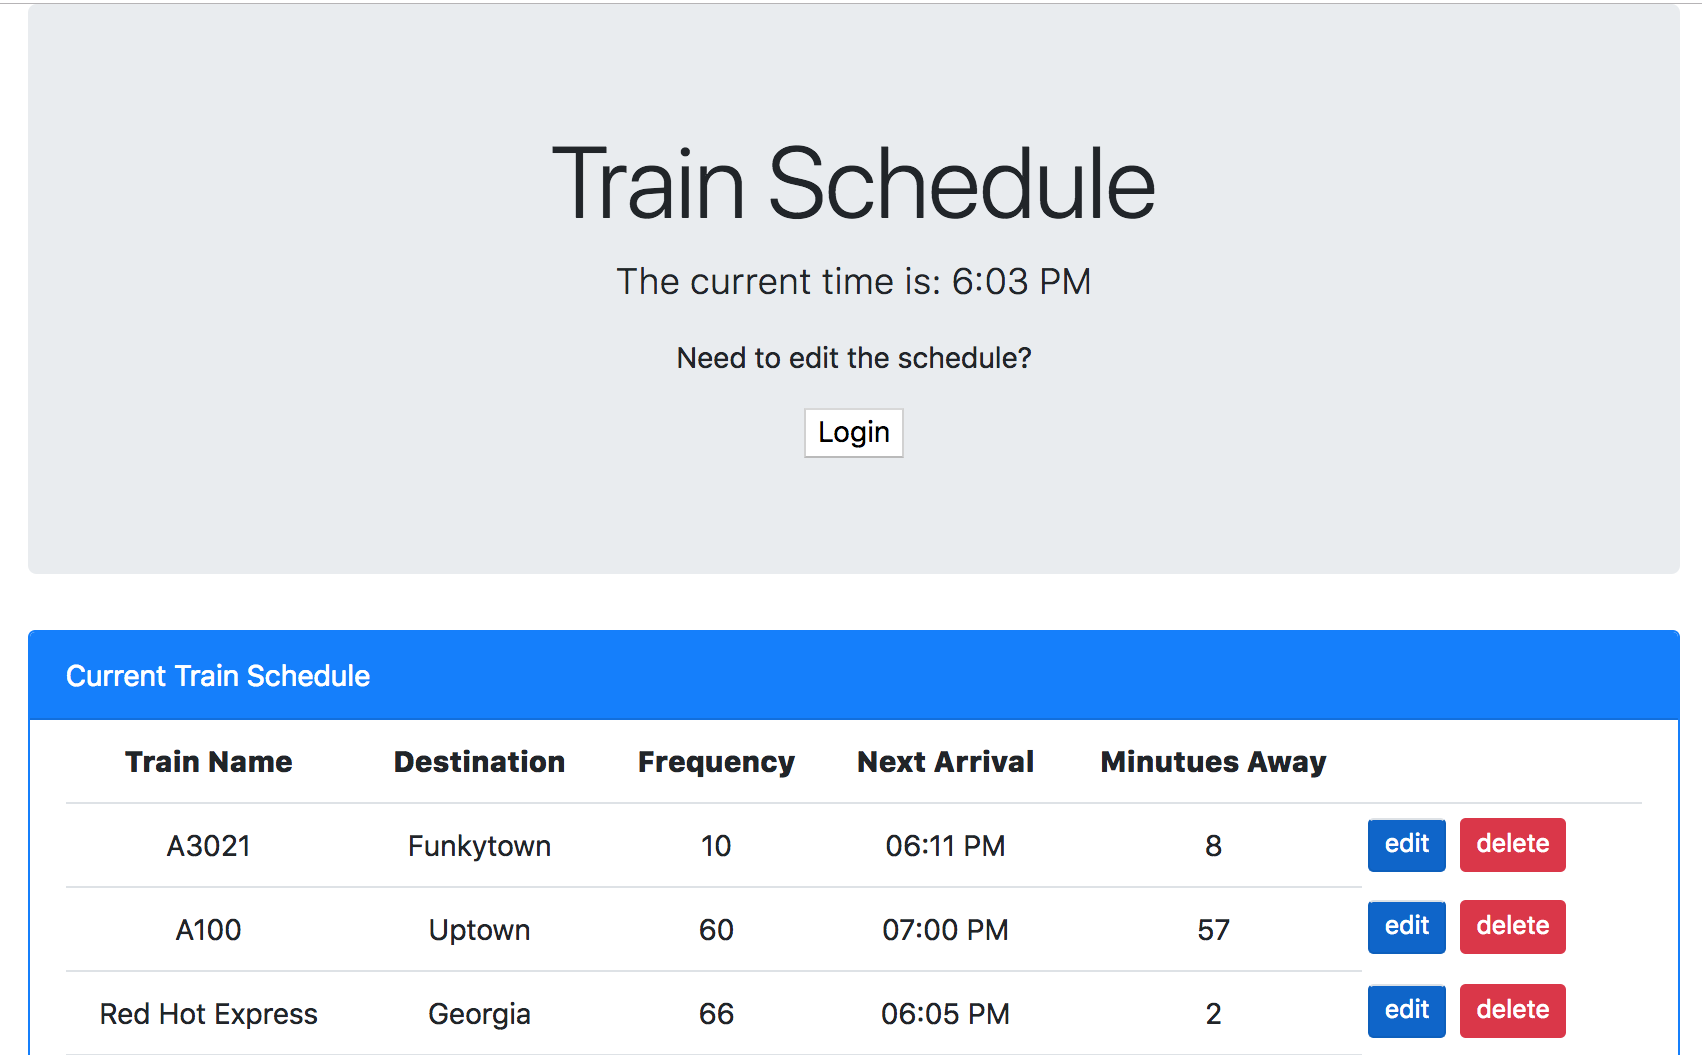 Train Schedule
The current time is: 6:03 PM
Need to edit the schedule?
Login
Current Train Schedule
Train Name Destination Frequency Next Arrival Minutues Away
A3021 Funkytown 10 06:11 PM 8 edit delete
A100 Uptown 60 07:00 PM 57 edit delete
Red Hot Express Georgia 66 06:05 PM 2 edit delete